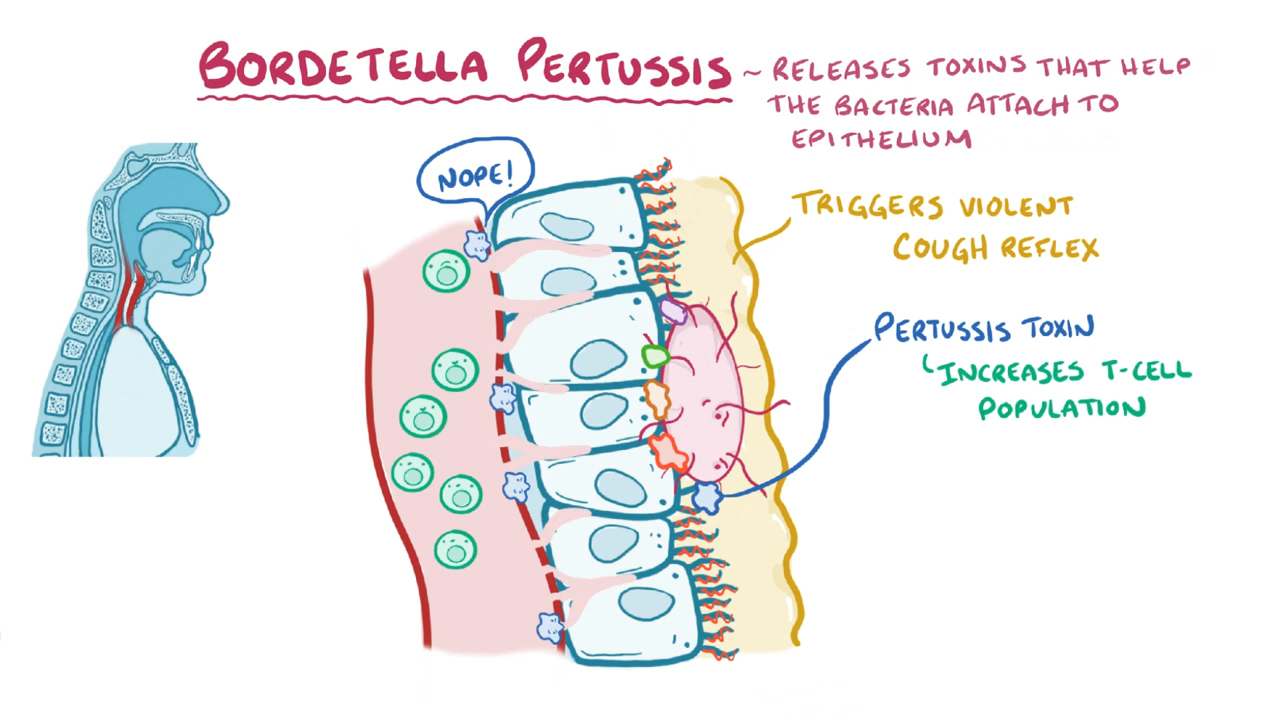 BORDETELLA PERTUSSIS ~ RELEASES TOXINS THAT HELP
THE BACTERIA ATTACH TO
EPITHELIUM
NOPE!
TRIGGERS VIOLENT
COUGH REFLEX
PERTUSSIS TOXIN
INCREASES T-CELL
POPULATION